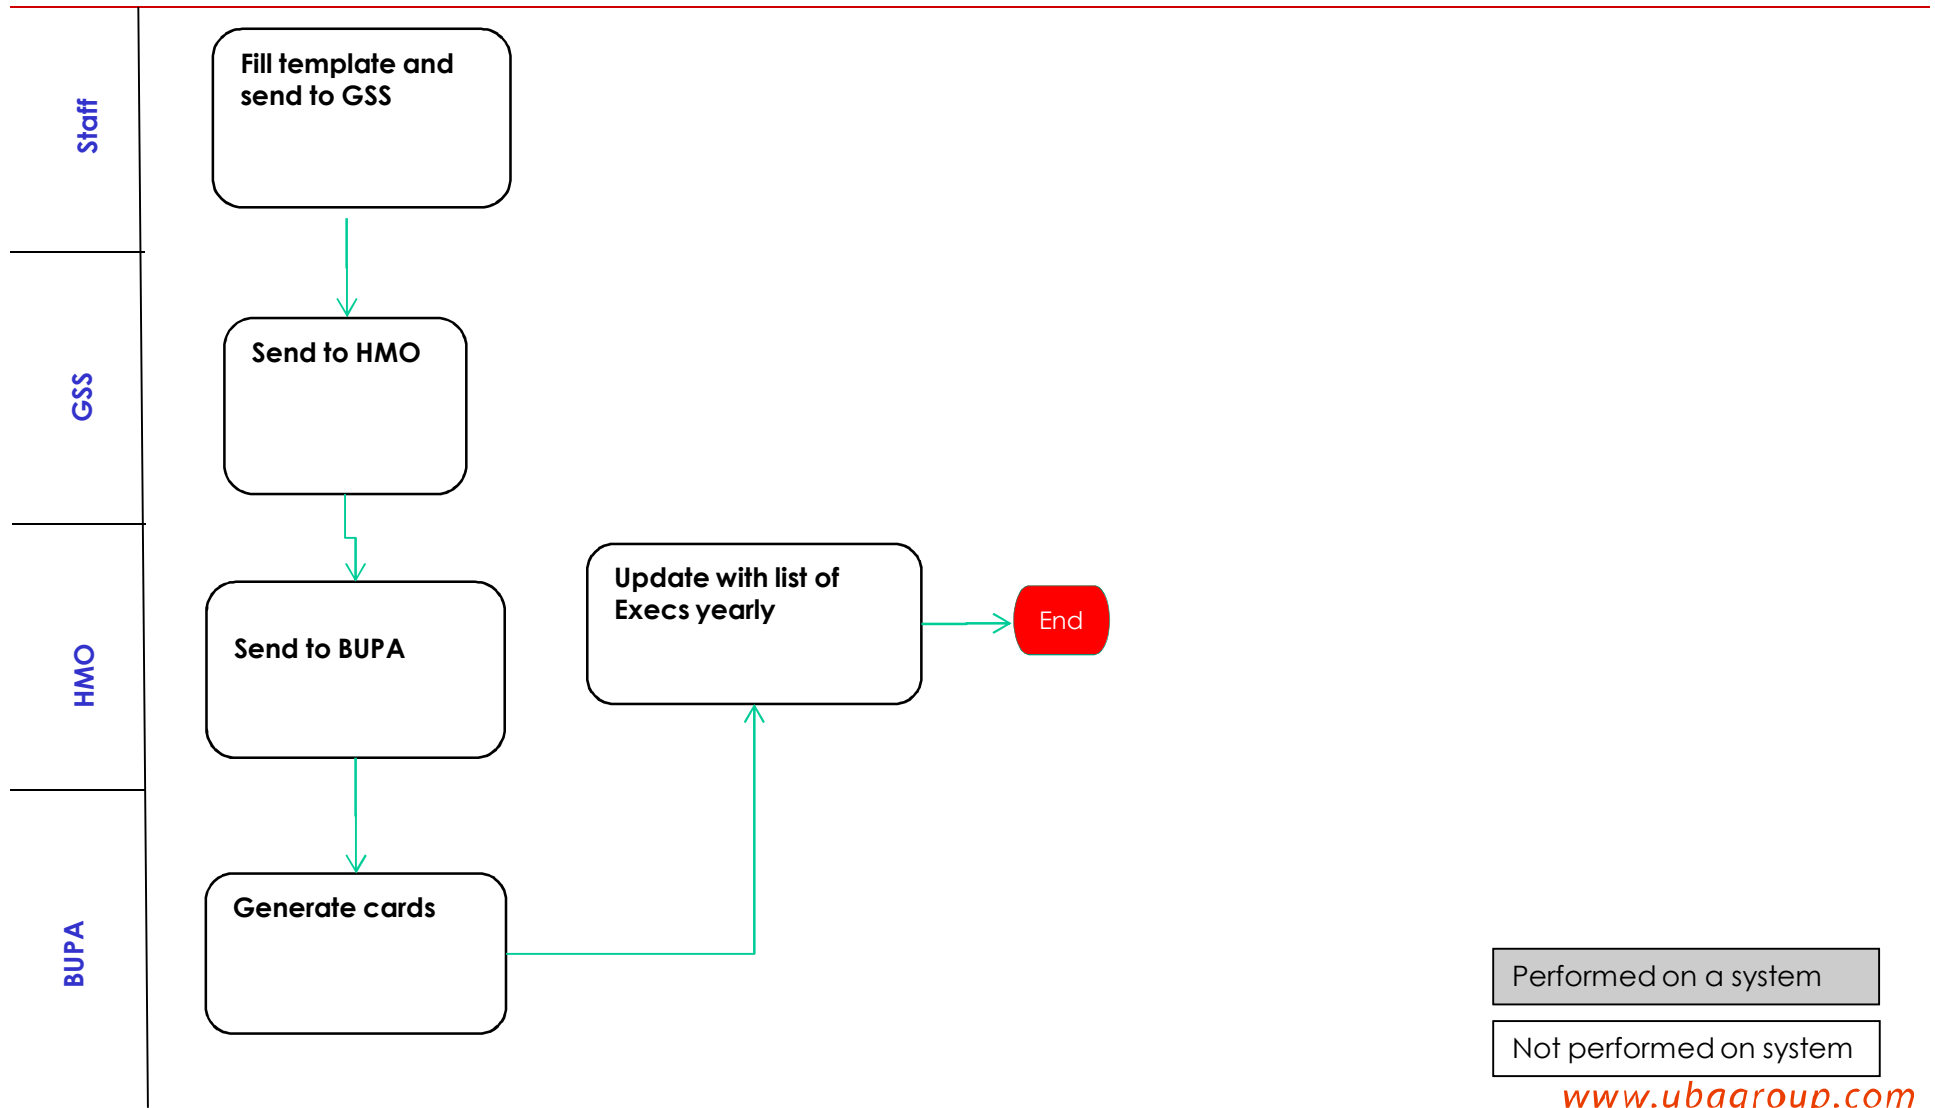 Staff
Fill template and
send to GSS
GSS
Send to HMO
HMO
Send to BUPA
Update with list of
Execs yearly
End
BUPA
Generate cards
Performed on a system
Not performed on system
www.ubagroup.com